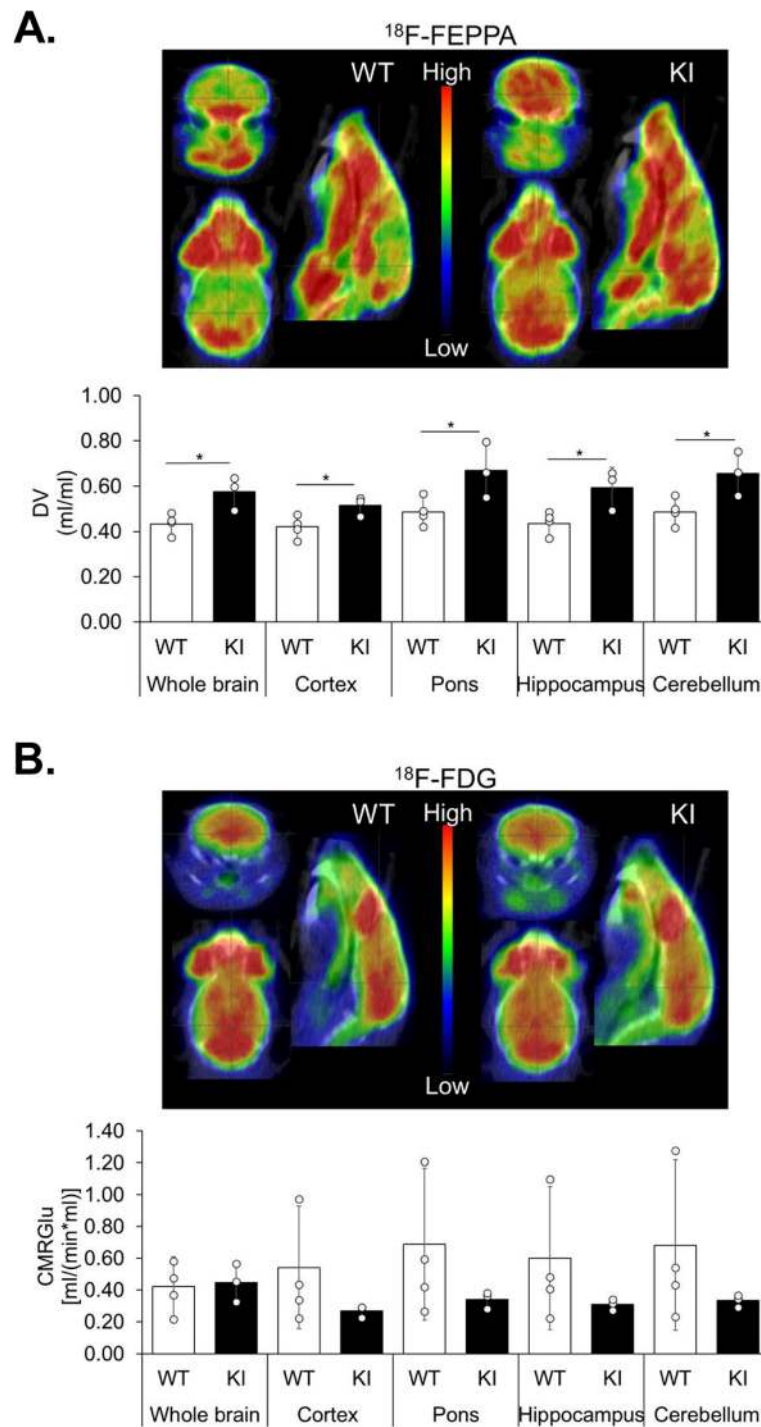 A.
¹⁸F-FEPPA
WT
High
KI
Low
1.00
0.80
0.60
0.40
0.20
0.00
DV
(ml/ml)
* * * * *
WT KI WT KI WT KI WT KI WT KI
Whole brain Cortex Pons Hippocampus Cerebellum
B.
¹⁸F-FDG
WT
High
KI
Low
1.40
1.20
1.00
0.80
0.60
0.40
0.20
0.00
CMRGlu
[ml/(min*ml)]
WT KI WT KI WT KI WT KI WT KI
Whole brain Cortex Pons Hippocampus Cerebellum